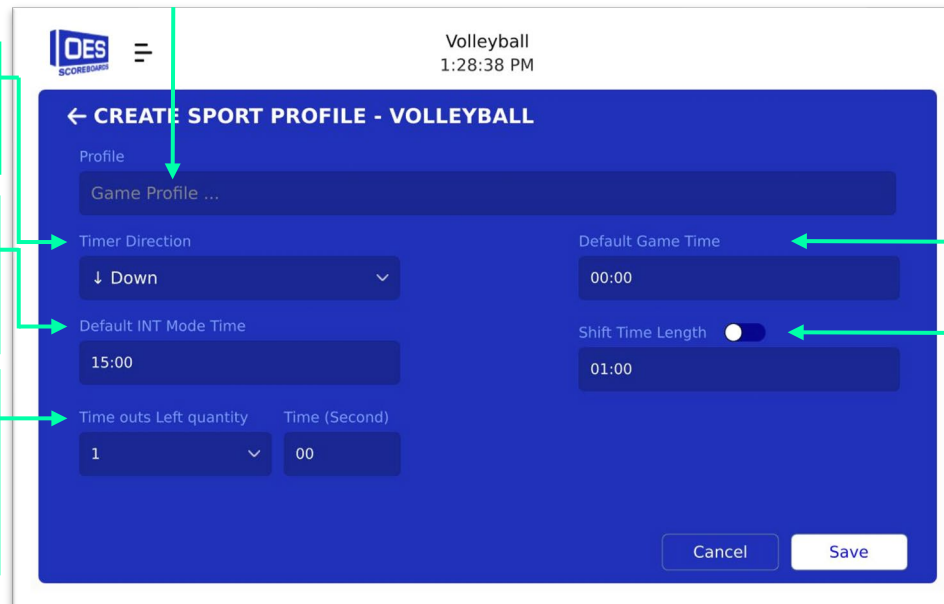 OES
SCOREBOARDS
Volleyball
1:28:38 PM
← CREATE SPORT PROFILE - VOLLEYBALL
Profile
Game Profile ...
Timer Direction
Default Game Time
↓ Down
00:00
Default INT Mode Time
Shift Time Length
15:00
01:00
Time outs Left quantity
Time (Second)
1
00
Cancel
Save